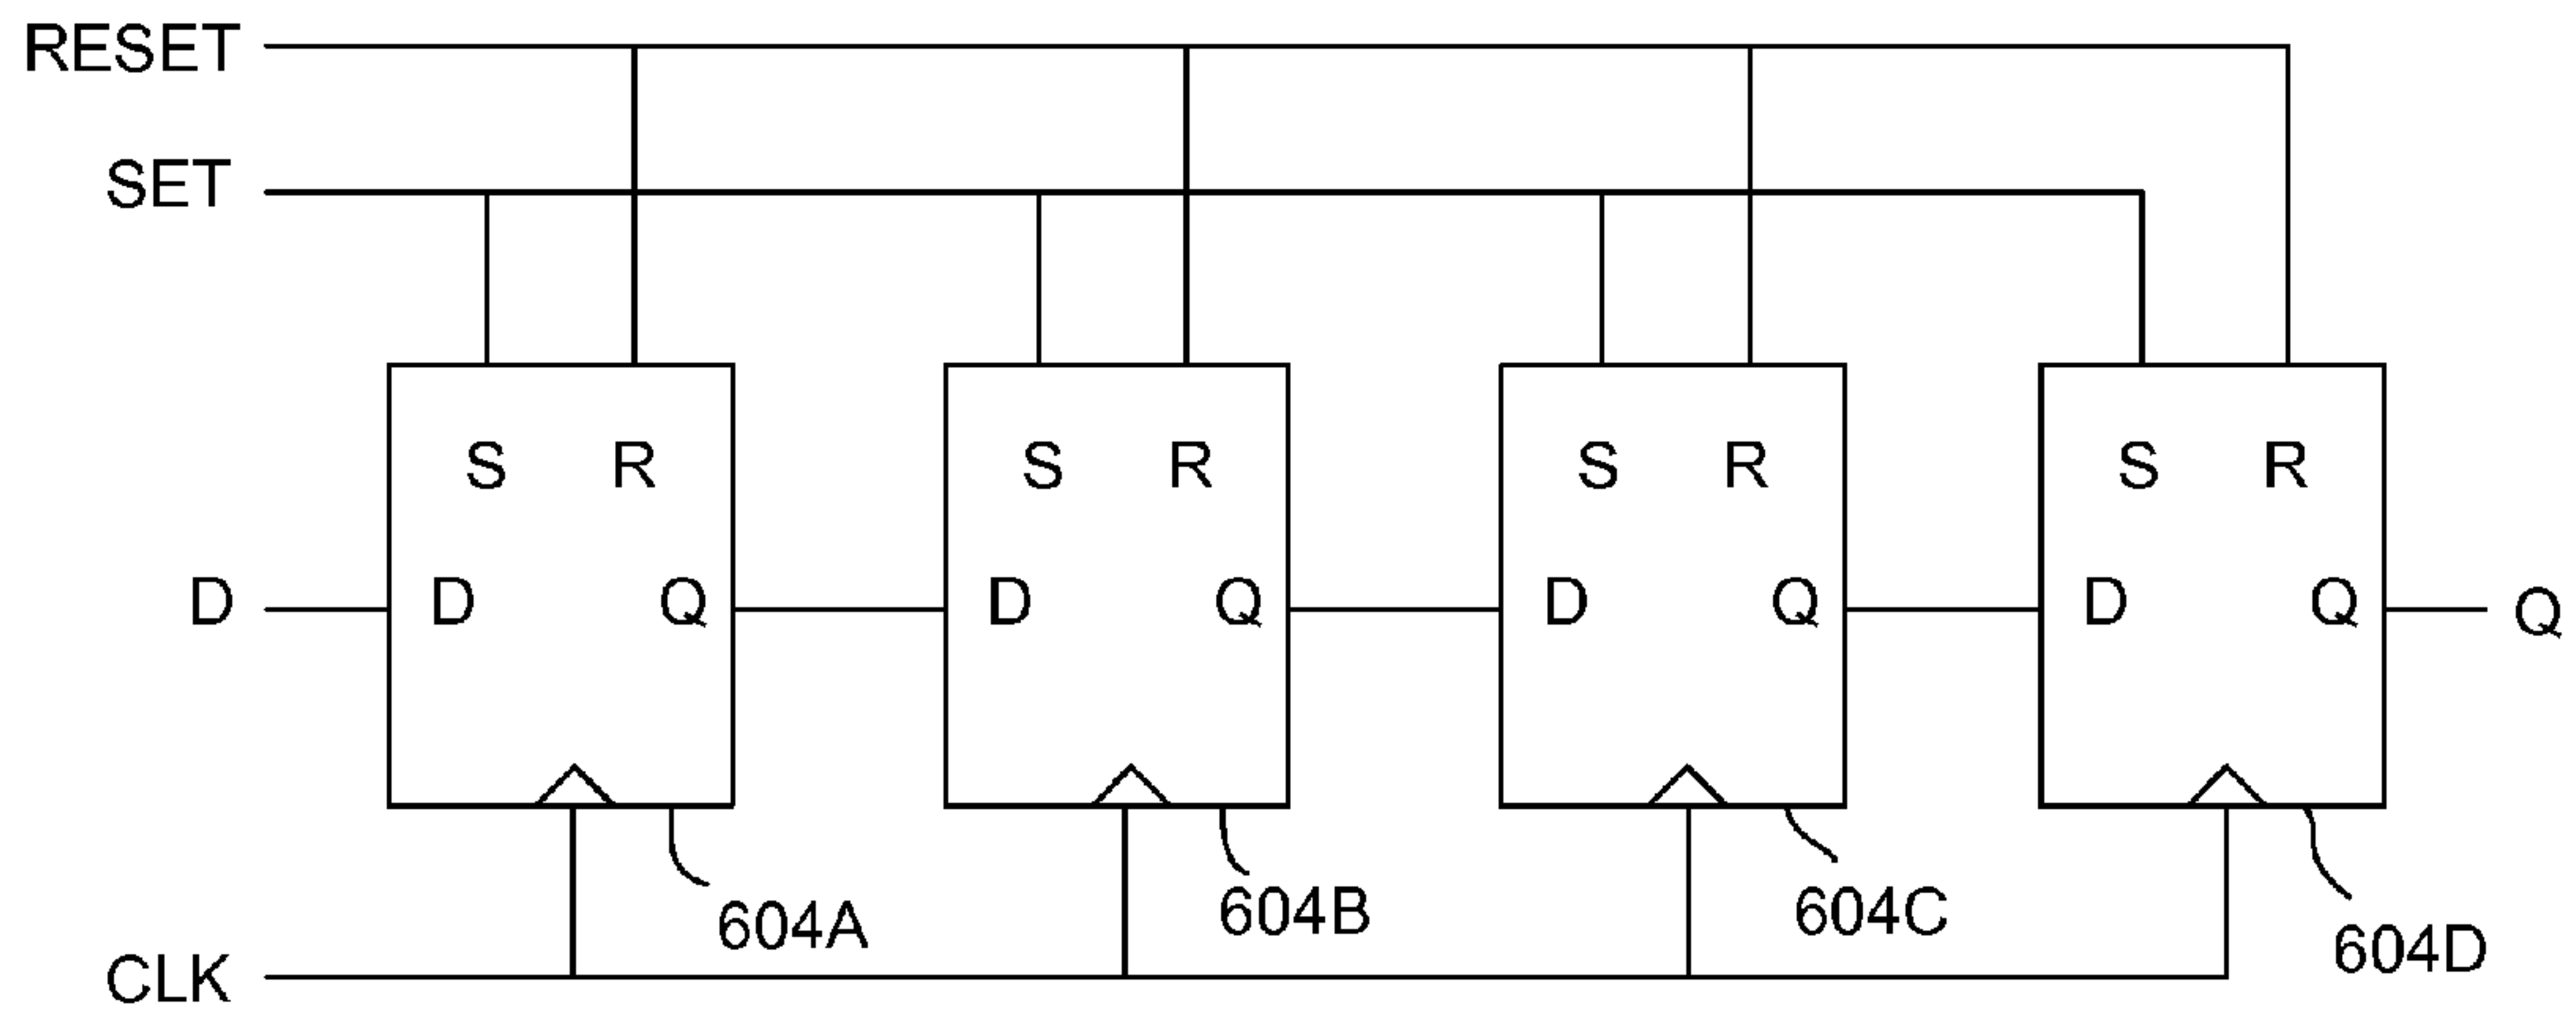 RESET
SET
S R S R S R S R
D D Q D Q D Q D Q Q
604A 604B 604C 604D
CLK